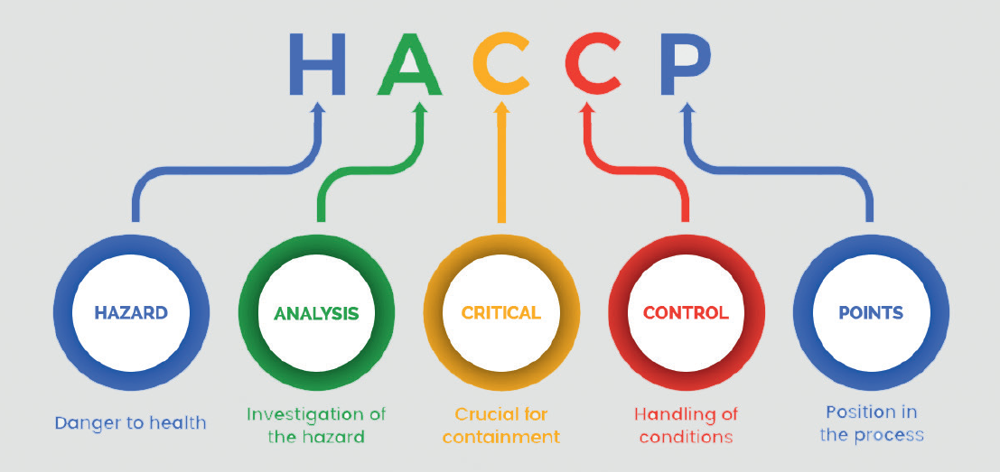 HACCP
HAZARD
ANALYSIS
CRITICAL
CONTROL
POINTS
Danger to health
Investigation of
the hazard
Crucial for
containment
Handling of
conditions
Position in
the process